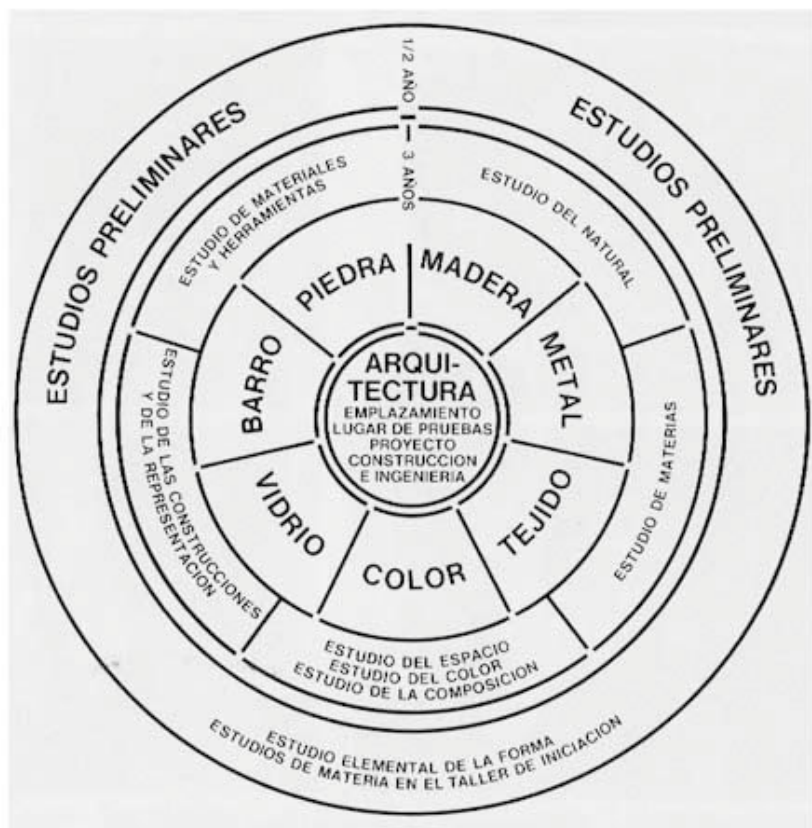 ESTUDIOS PRELIMINARES
1/2 AÑO
ESTUDIOS PRELIMINARES
3 AÑOS
ESTUDIO DE MATERIALES
Y HERRAMIENTAS
ESTUDIO DEL NATURAL
PIEDRA
MADERA
BARRO
METAL
ARQUI-
TECTURA
EMPLAZAMIENTO
LUGAR DE PRUEBAS
PROYECTO
CONSTRUCCION
E INGENIERIA
ESTUDIO DE LAS CONSTRUCCIONES
Y DE LA REPRESENTACION
ESTUDIO DE MATERIAS
VIDRIO
TEJIDO
COLOR
ESTUDIO DEL ESPACIO
ESTUDIO DEL COLOR
ESTUDIO DE LA COMPOSICION
ESTUDIO ELEMENTAL DE LA FORMA
ESTUDIOS DE MATERIA EN EL TALLER DE INICIACION